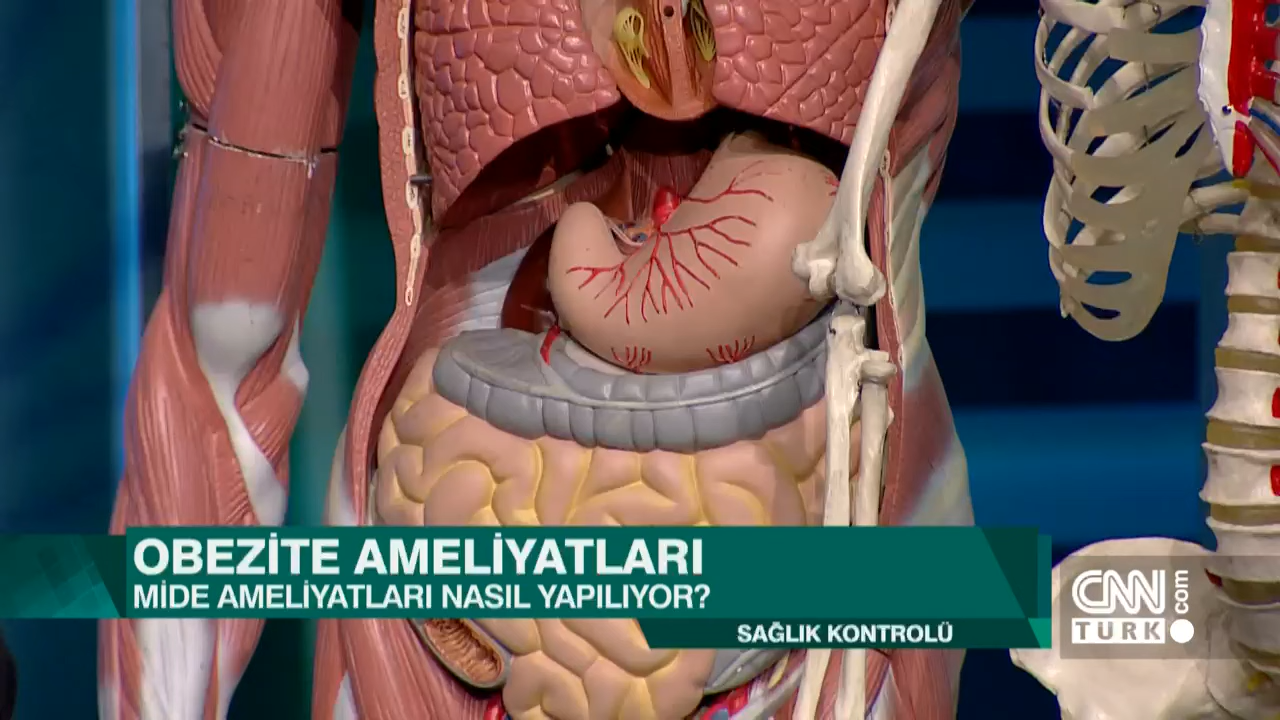 OBEZİTE AMELİYATLARI
MİDE AMELİYATLARI NASIL YAPILIYOR?
SAĞLIK KONTROLÜ
CNN
TURK
.com